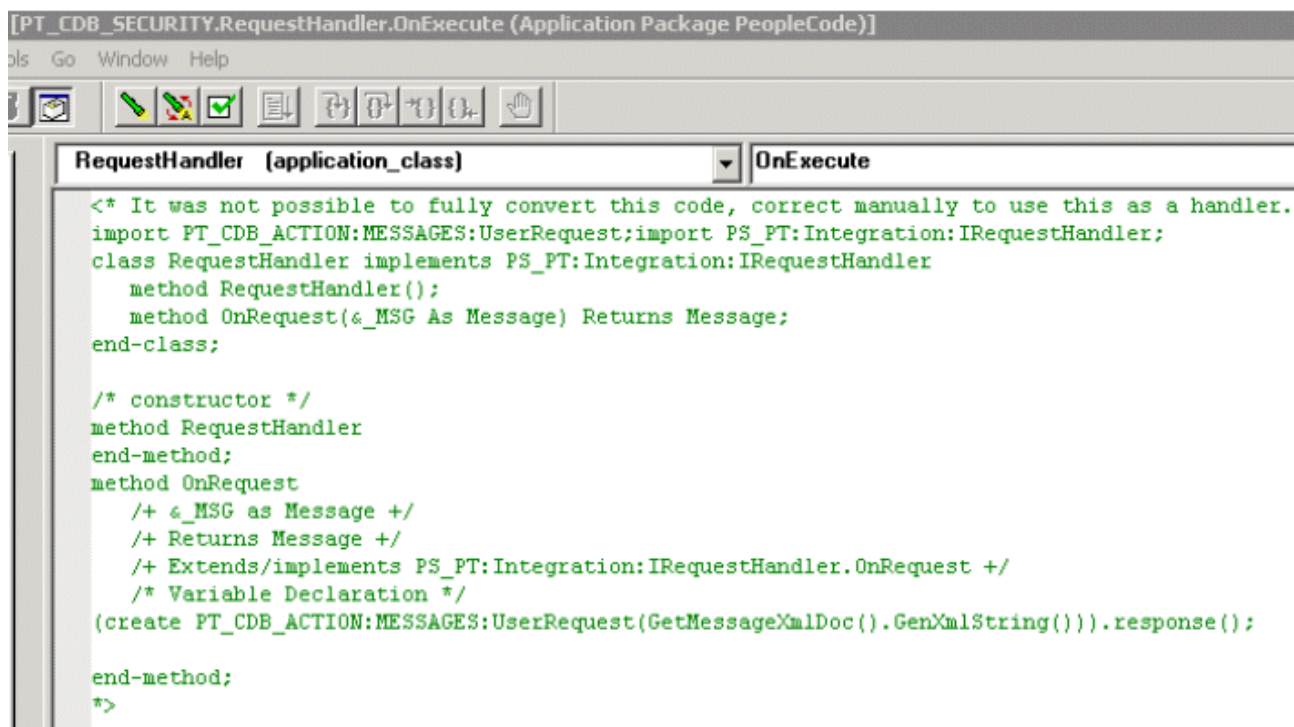 [PT_CDB_SECURITY.RequestHandler.OnExecute (Application Package PeopleCode)]
ols Go Window Help
RequestHandler (application_class) OnExecute
<* It was not possible to fully convert this code, correct manually to use this as a handler.
import PT_CDB_ACTION:MESSAGES:UserRequest;import PS_PT:Integration:IRequestHandler;
class RequestHandler implements PS_PT:Integration:IRequestHandler
method RequestHandler();
method OnRequest(&_MSG As Message) Returns Message;
end-class;
/* constructor */
method RequestHandler
end-method;
method OnRequest
/+ &_MSG as Message +/
/+ Returns Message +/
/+ Extends/implements PS_PT:Integration:IRequestHandler.OnRequest +/
/* Variable Declaration */
(create PT_CDB_ACTION:MESSAGES:UserRequest(GetMessageXmlDoc().GenXmlString())).response();
end-method;
*>